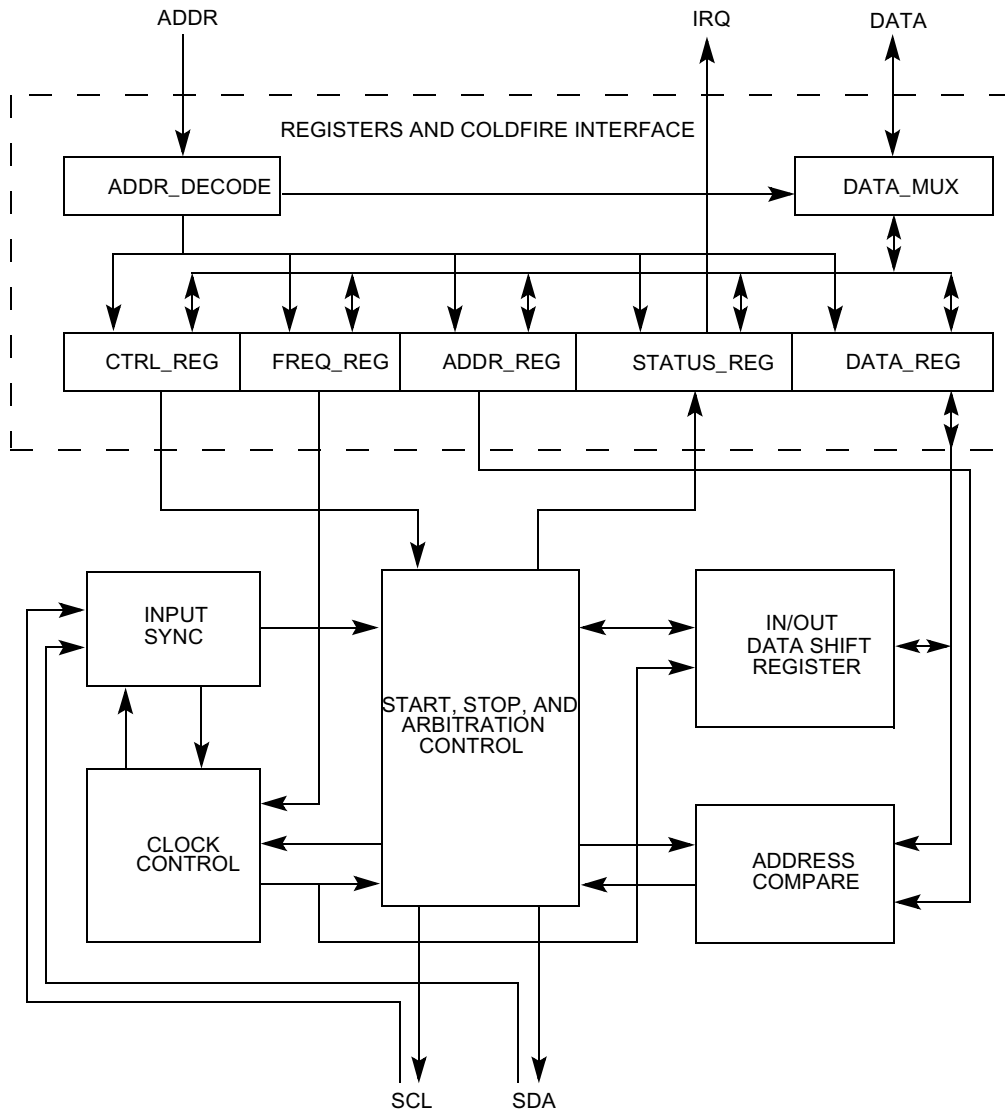 ADDR
IRQ
DATA
REGISTERS AND COLDFIRE INTERFACE
ADDR_DECODE
DATA_MUX
CTRL_REG
FREQ_REG
ADDR_REG
STATUS_REG
DATA_REG
INPUT
SYNC
IN/OUT
DATA SHIFT
REGISTER
START, STOP, AND
ARBITRATION
CONTROL
CLOCK
CONTROL
ADDRESS
COMPARE
SCL
SDA